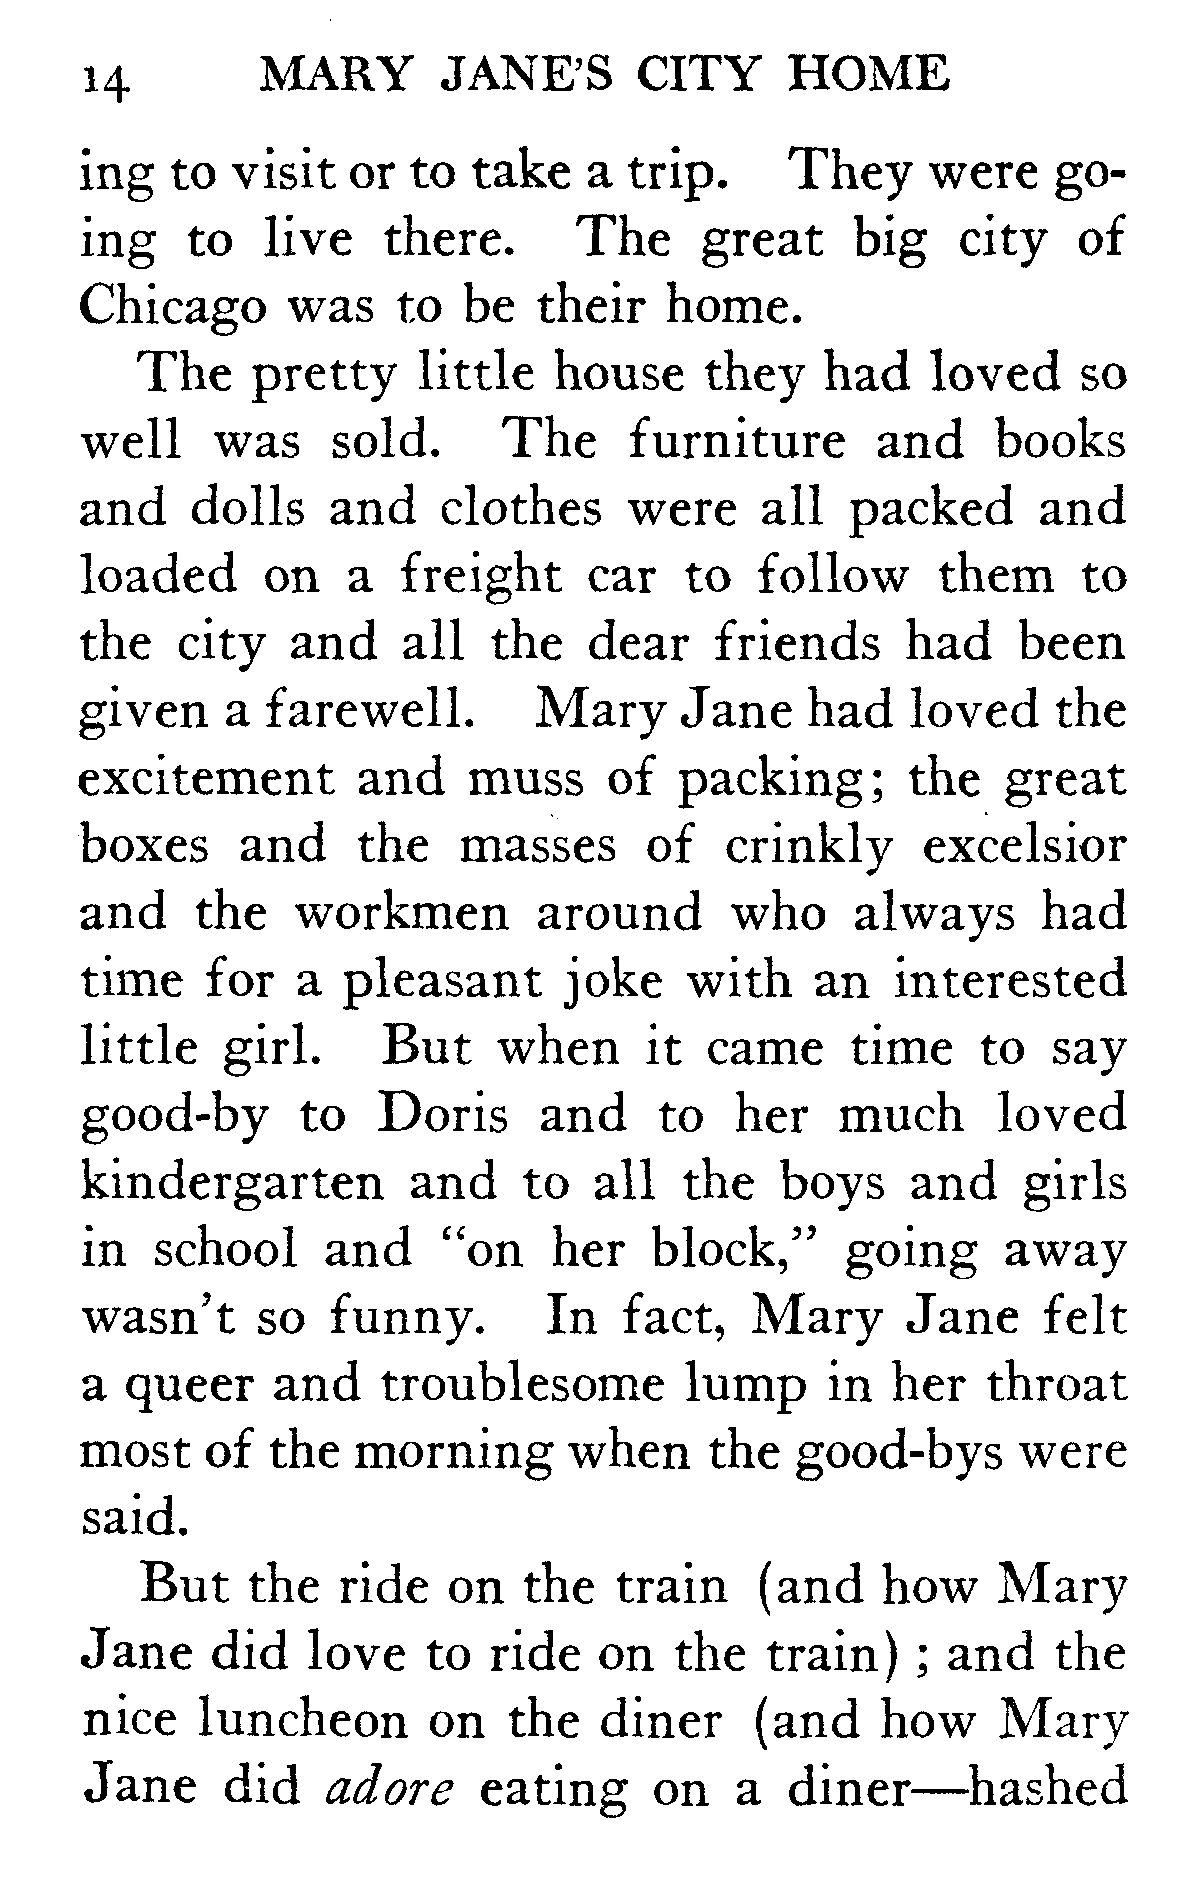 14 MARY JANE'S CITY HOME
ing to visit or to take a trip. They were go-
ing to live there. The great big city of
Chicago was to be their home.
The pretty little house they had loved so
well was sold. The furniture and books
and dolls and clothes were all packed and
loaded on a freight car to follow them to
the city and all the dear friends had been
given a farewell. Mary Jane had loved the
excitement and muss of packing; the great
boxes and the masses of crinkly excelsior
and the workmen around who always had
time for a pleasant joke with an interested
little girl. But when it came time to say
good-by to Doris and to her much loved
kindergarten and to all the boys and girls
in school and "on her block," going away
wasn't so funny. In fact, Mary Jane felt
a queer and troublesome lump in her throat
most of the morning when the good-bys were
said.
But the ride on the train (and how Mary
Jane did love to ride on the train) ; and the
nice luncheon on the diner (and how Mary
Jane did adore eating on a diner—hashed